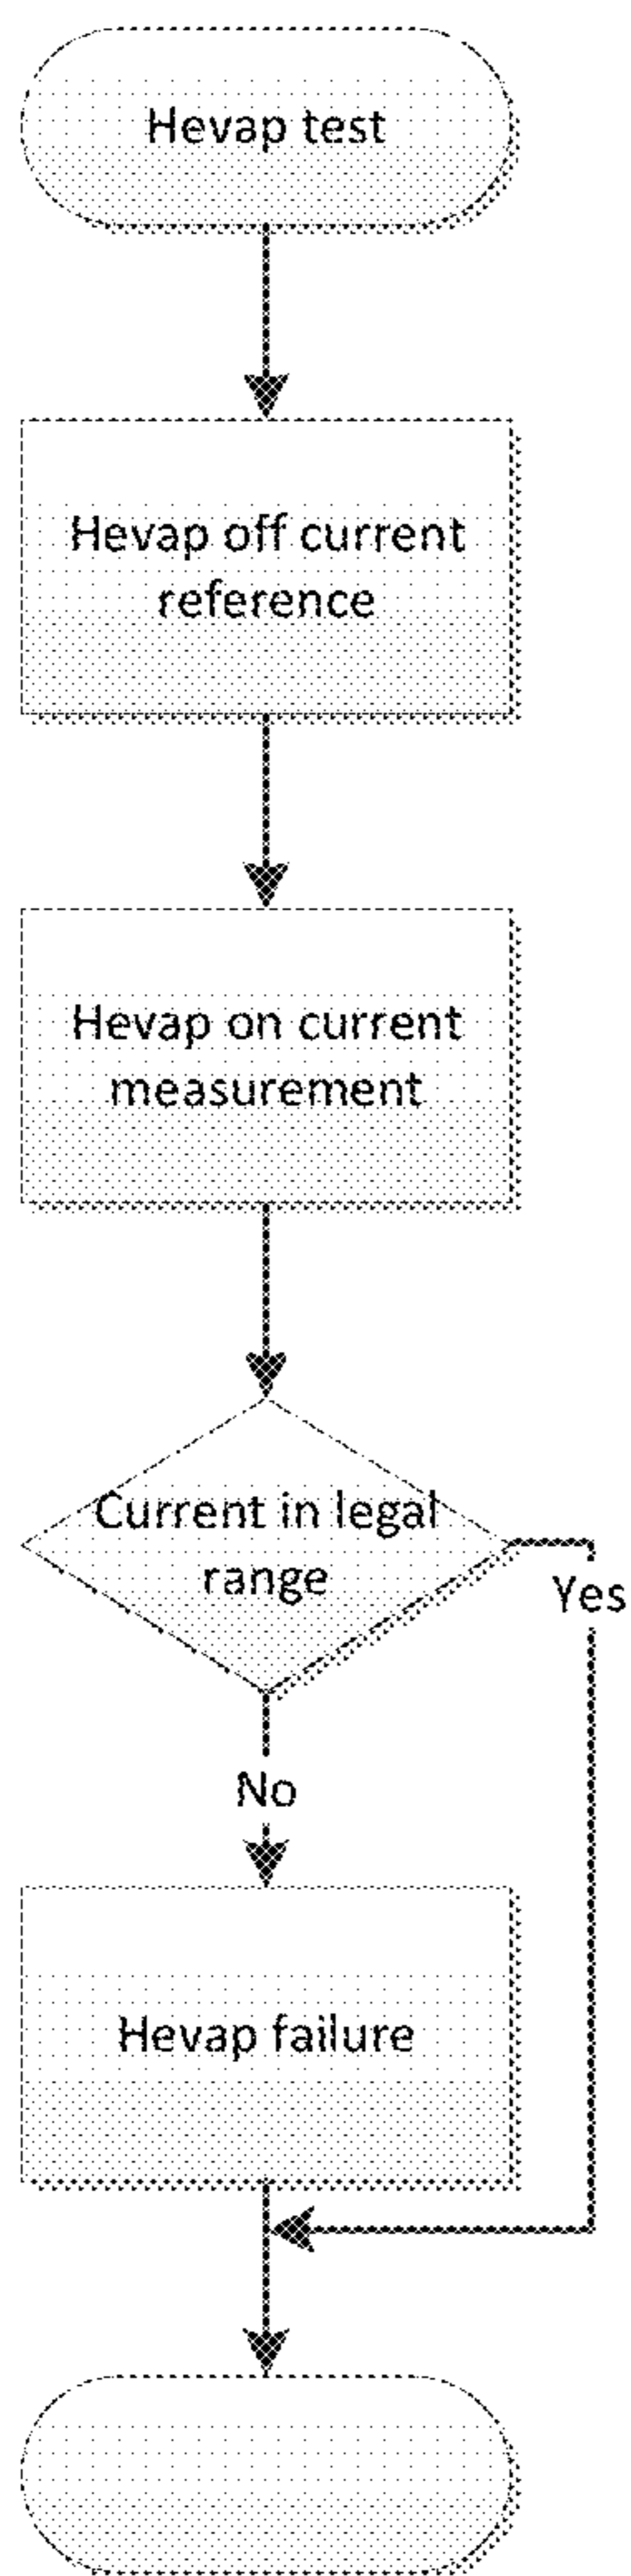 Hevap test
Hevap off current
reference
Hevap on current
measurement
Current in legal
range
Yes
No
Hevap failure